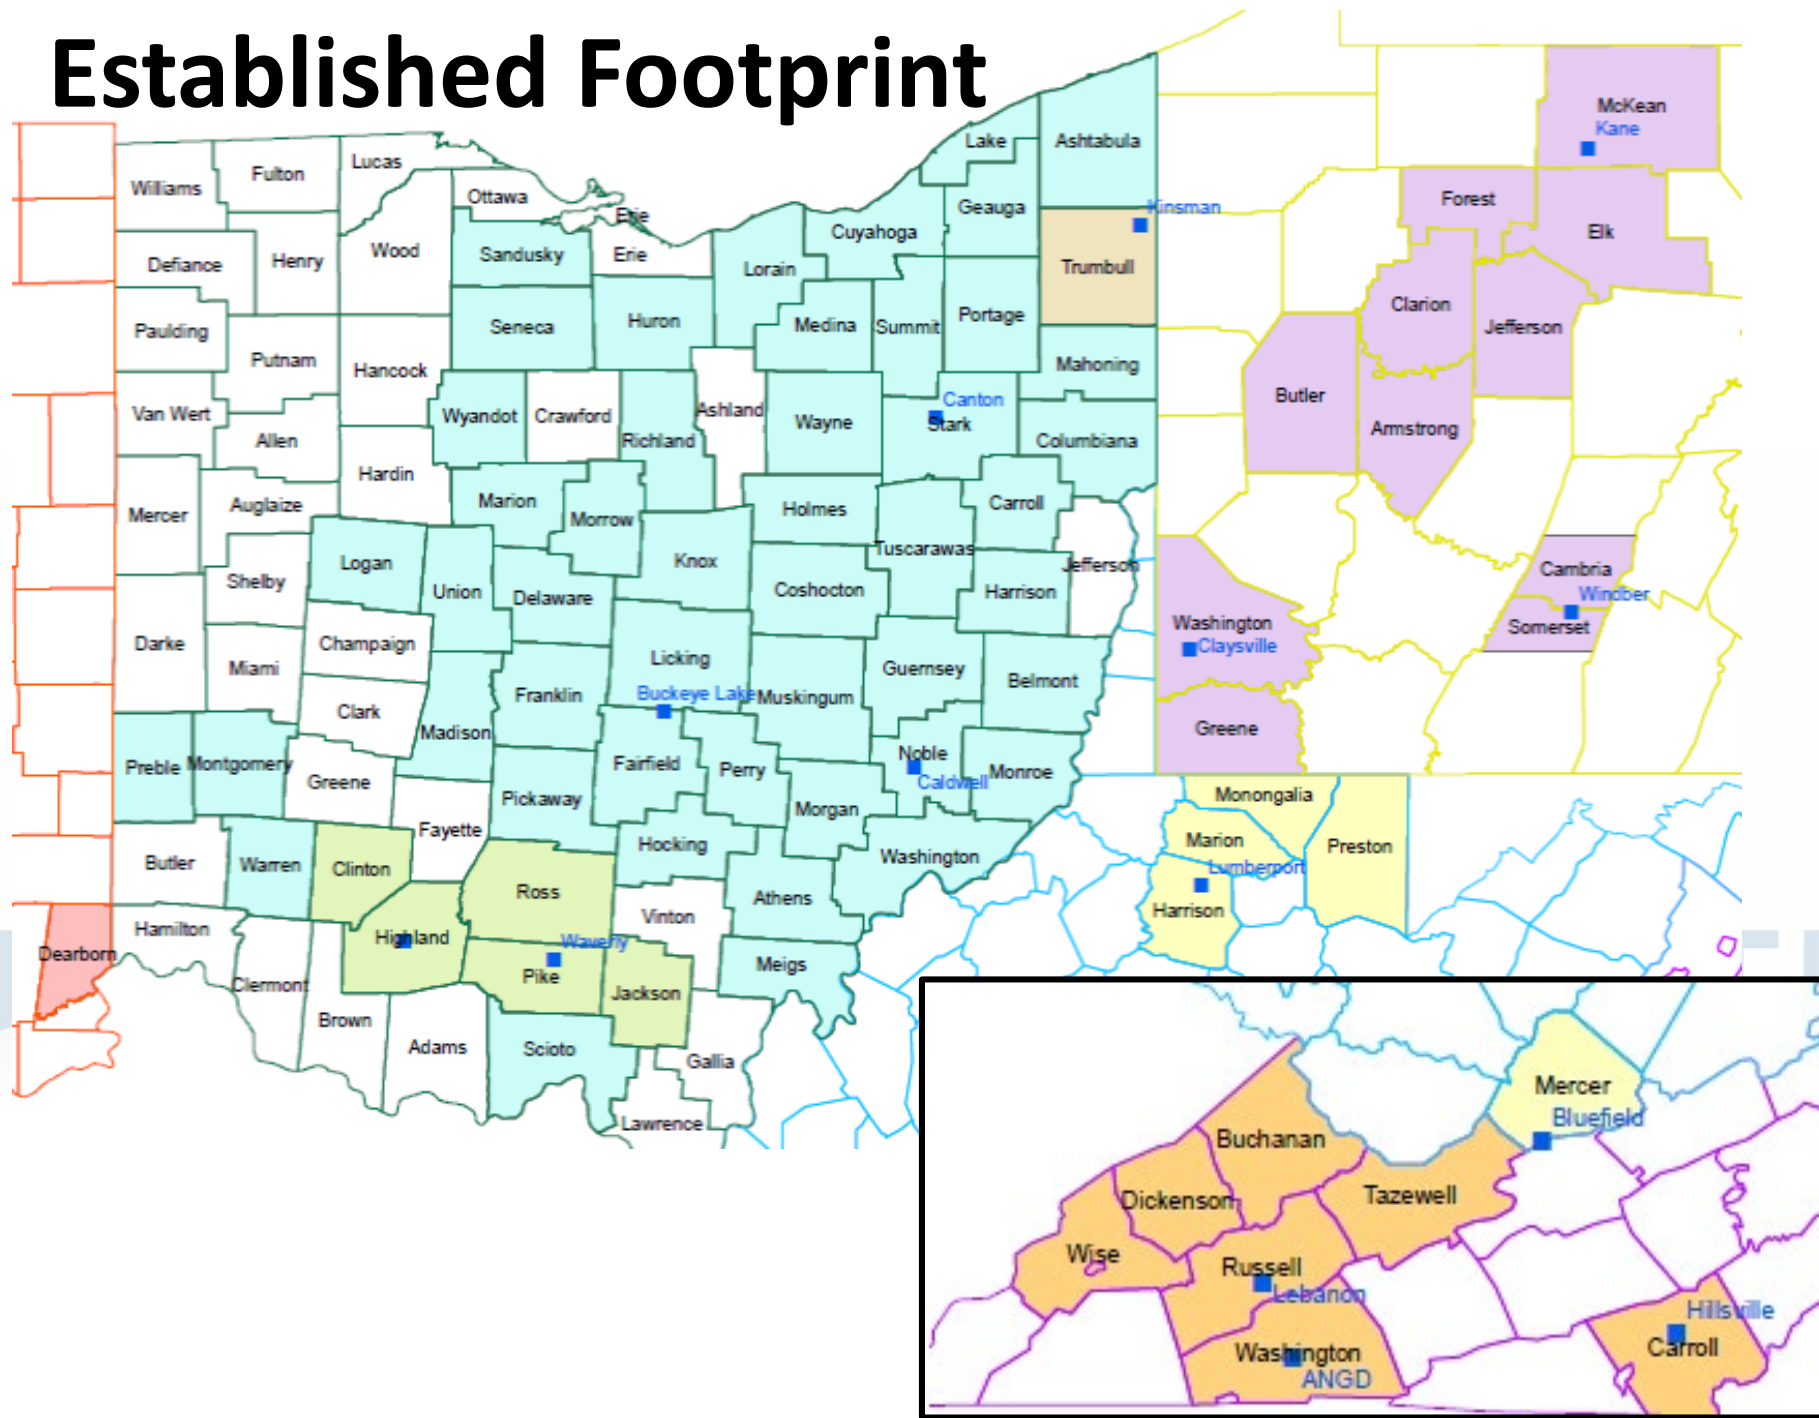 Established Footprint
McKean
Kane
Lake
Ashtabula
Lucas
Fulton
Williams
Ottawa
Forest
Geauga
Kinsman
Erie
Cuyahoga
Elk
Wood
Sandusky
Erie
Henry
Defiance
Lorain
Trumbull
Clarion
Paulding
Seneca
Huron
Medina
Summit
Portage
Jefferson
Putnam
Hancock
Mahoning
Butler
Canton
Van Wert
Wyandot
Crawford
Ashland
Wayne
Stark
Armstrong
Allen
Richland
Columbiana
Hardin
Marion
Carroll
Auglaize
Mercer
Morrow
Holmes
Tuscarawas
Logan
Knox
Jefferson
Cambria
Shelby
Union
Delaware
Coshocton
Harrison
Windber
Washington
Somerset
Darke
Champaign
Claysville
Miami
Licking
Guernsey
Belmont
Franklin
Buckeye Lake
Muskingum
Clark
Madison
Greene
Noble
Preble
Montgomery
Fairfield
Perry
Monroe
Greene
Caldwell
Pickaway
Morgan
Monongalia
Fayette
Marion
Preston
Hocking
Washington
Butler
Warren
Clinton
Lumberport
Ross
Athens
Harrison
Vinton
Hamilton
Highland
Waverly
Dearborn
Meigs
Pike
Clermont
Jackson
Brown
Adams
Scioto
Gallia
Lawrence
Mercer
Bluefield
Buchanan
Tazewell
Dickenson
Wise
Russell
Lebanon
Hillsville
Carroll
Washington
ANGD